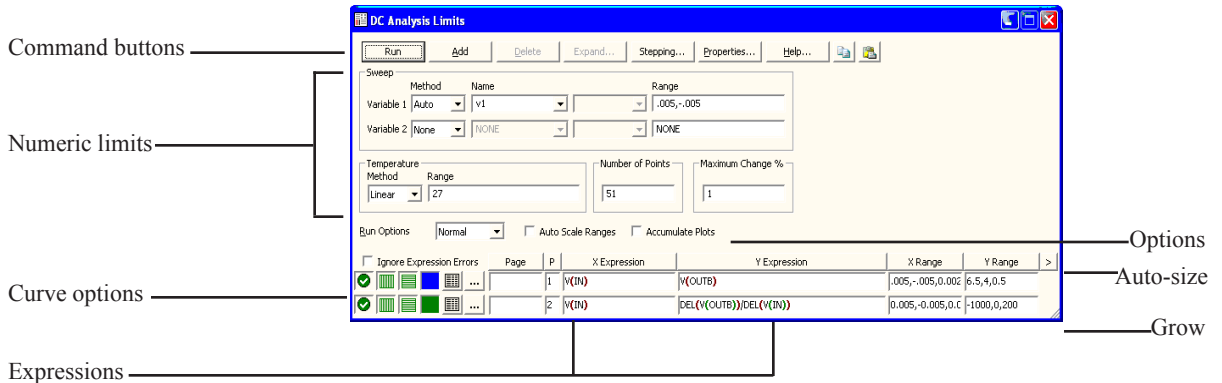 DC Analysis Limits
Command buttons
Run Add Delete Expand... Stepping... Properties... Help...
Sweep
Method Name Range
Variable 1 Auto v1 .005,-.005
Variable 2 None NONE NONE
Numeric limits
Temperature Number of Points Maximum Change %
Method Range
Linear 27 51 1
Run Options Normal Auto Scale Ranges Accumulate Plots
Options
Ignore Expression Errors Page P X Expression Y Expression X Range Y Range >
Auto-size
... 1 V(IN) V(OUTB) .005,-.005,0.002 6.5,4,0.5
Curve options
... 2 V(IN) DEL(V(OUTB))/DEL(V(IN)) 0.005,-0.005,0.0 -1000,0,200
Grow
Expressions